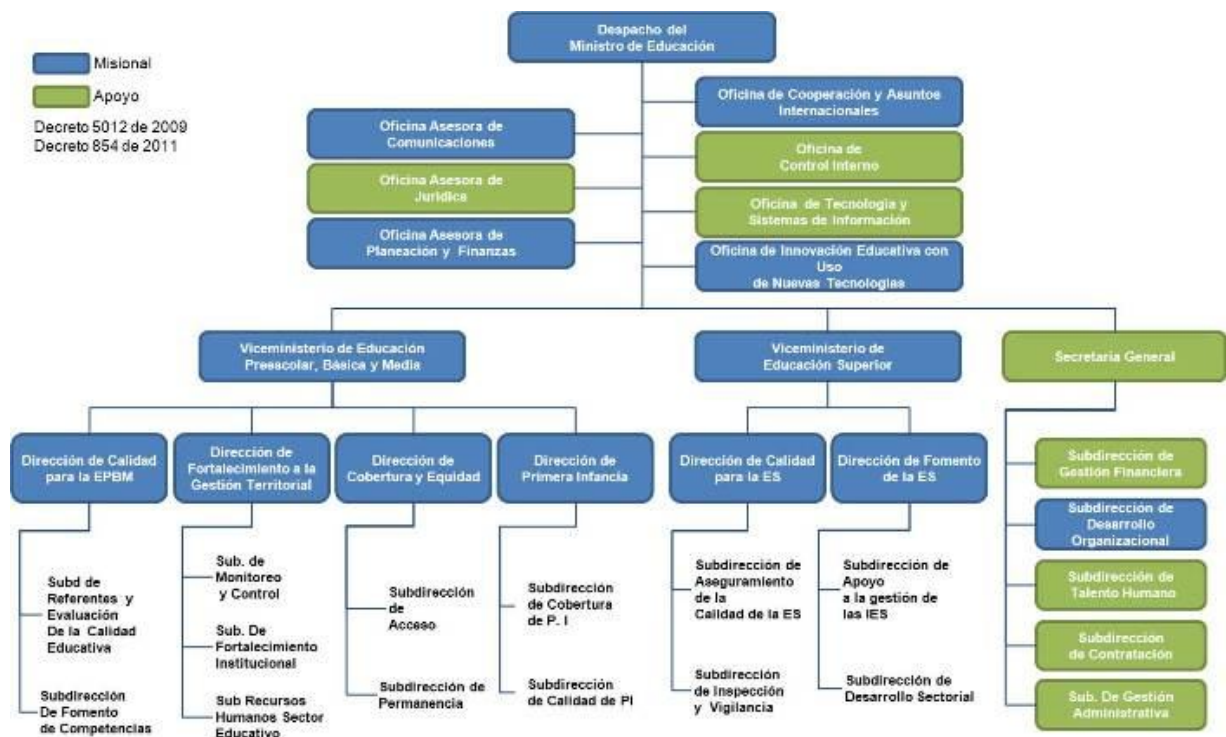 Despacho del
Ministro de Educación
Misional
Apoyo
Decreto 5012 de 2009
Decreto 854 de 2011
Oficina Asesora de
Comunicaciones
Oficina Asesora de
Jurídica
Oficina Asesora de
Planeación y Finanzas
Oficina de Cooperación y Asuntos
Internacionales
Oficina de
Control Interno
Oficina de Tecnología y
Sistemas de Información
Oficina de Innovación Educativa con
Uso
de Nuevas Tecnologías
Viceministerio de Educación
Preescolar, Básica y Media
Viceministerio de
Educación Superior
Secretaria General
Dirección de Calidad
para la EPBM
Dirección de
Fortalecimiento a la
Gestión Territorial
Dirección de
Cobertura y Equidad
Dirección de
Primera Infancia
Dirección de Calidad
para la ES
Dirección de Fomento
de la ES
Subd de
Referentes y
Evaluación
De la Calidad
Educativa
Subdirección
De Fomento
de Competencias
Sub. de
Monitoreo
y Control
Sub. De
Fortalecimiento
Institucional
Sub Recursos
Humanos Sector
Educativo
Subdirección
de
Acceso
Subdirección de
Permanencia
Subdirección
de Cobertura
de P. I
Subdirección
de Calidad de PI
Subdirección de
Aseguramiento
de la
Calidad de la ES
Subdirección
de Inspección
y Vigilancia
Subdirección de
Apoyo
a la gestión de
las IES
Subdirección de
Desarrollo Sectorial
Subdirección de
Gestión Financiera
Subdirección de
Desarrollo
Organizacional
Subdirección de
Talento Humano
Subdirección
de Contratación
Sub. De Gestión
Administrativa